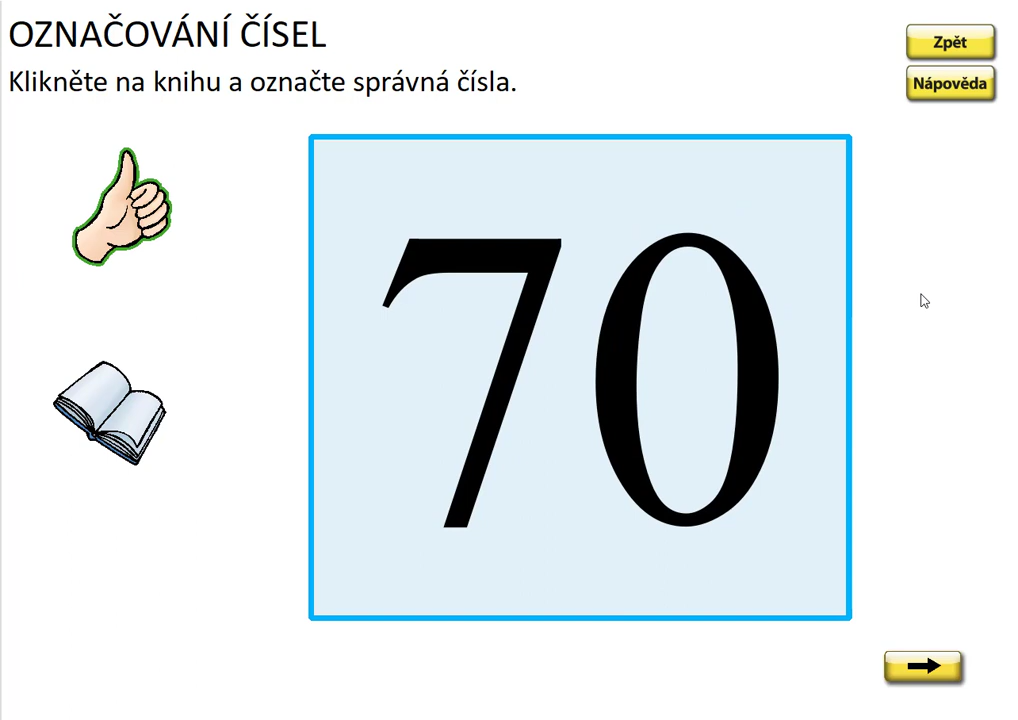 OZNAČOVÁNÍ ČÍSEL
Klikněte na knihu a označte správná čísla.
Zpět
Nápověda
70